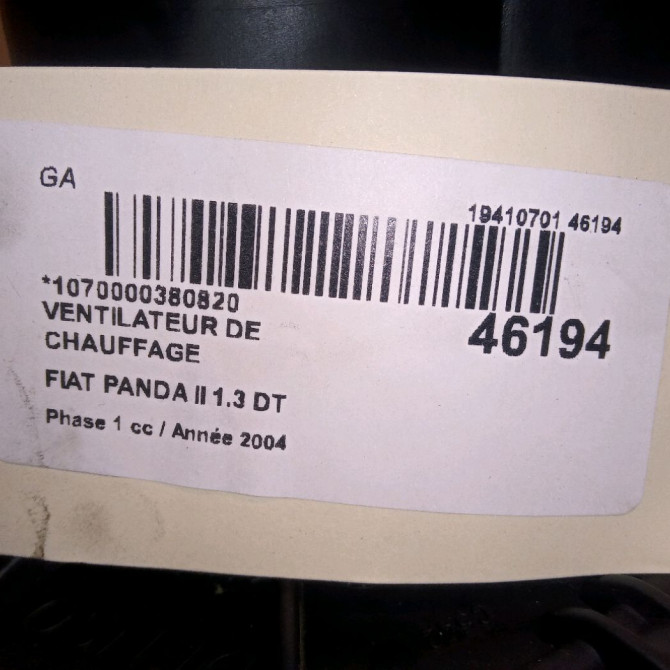 GA
19410701 46194
*1070000380820
46194
VENTILATEUR DE
CHAUFFAGE
FIAT PANDA II 1.3 DT
Phase 1 cc / Année 2004